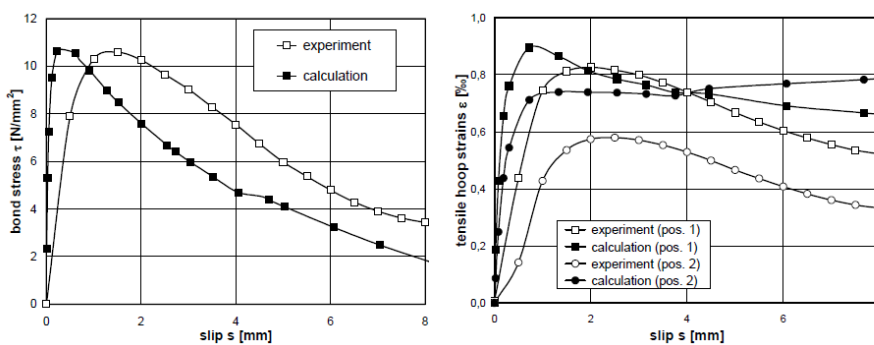 bond stress τ [N/mm²]
12
10
8
6
4
2
0
experiment
calculation
0 2 4 6 8
slip s [mm]
tensile hoop strains ε [‰]
1,0
0,8
0,6
0,4
0,2
0,0
experiment (pos. 1)
calculation (pos. 1)
experiment (pos. 2)
calculation (pos. 2)
0 2 4 6
slip s [mm]